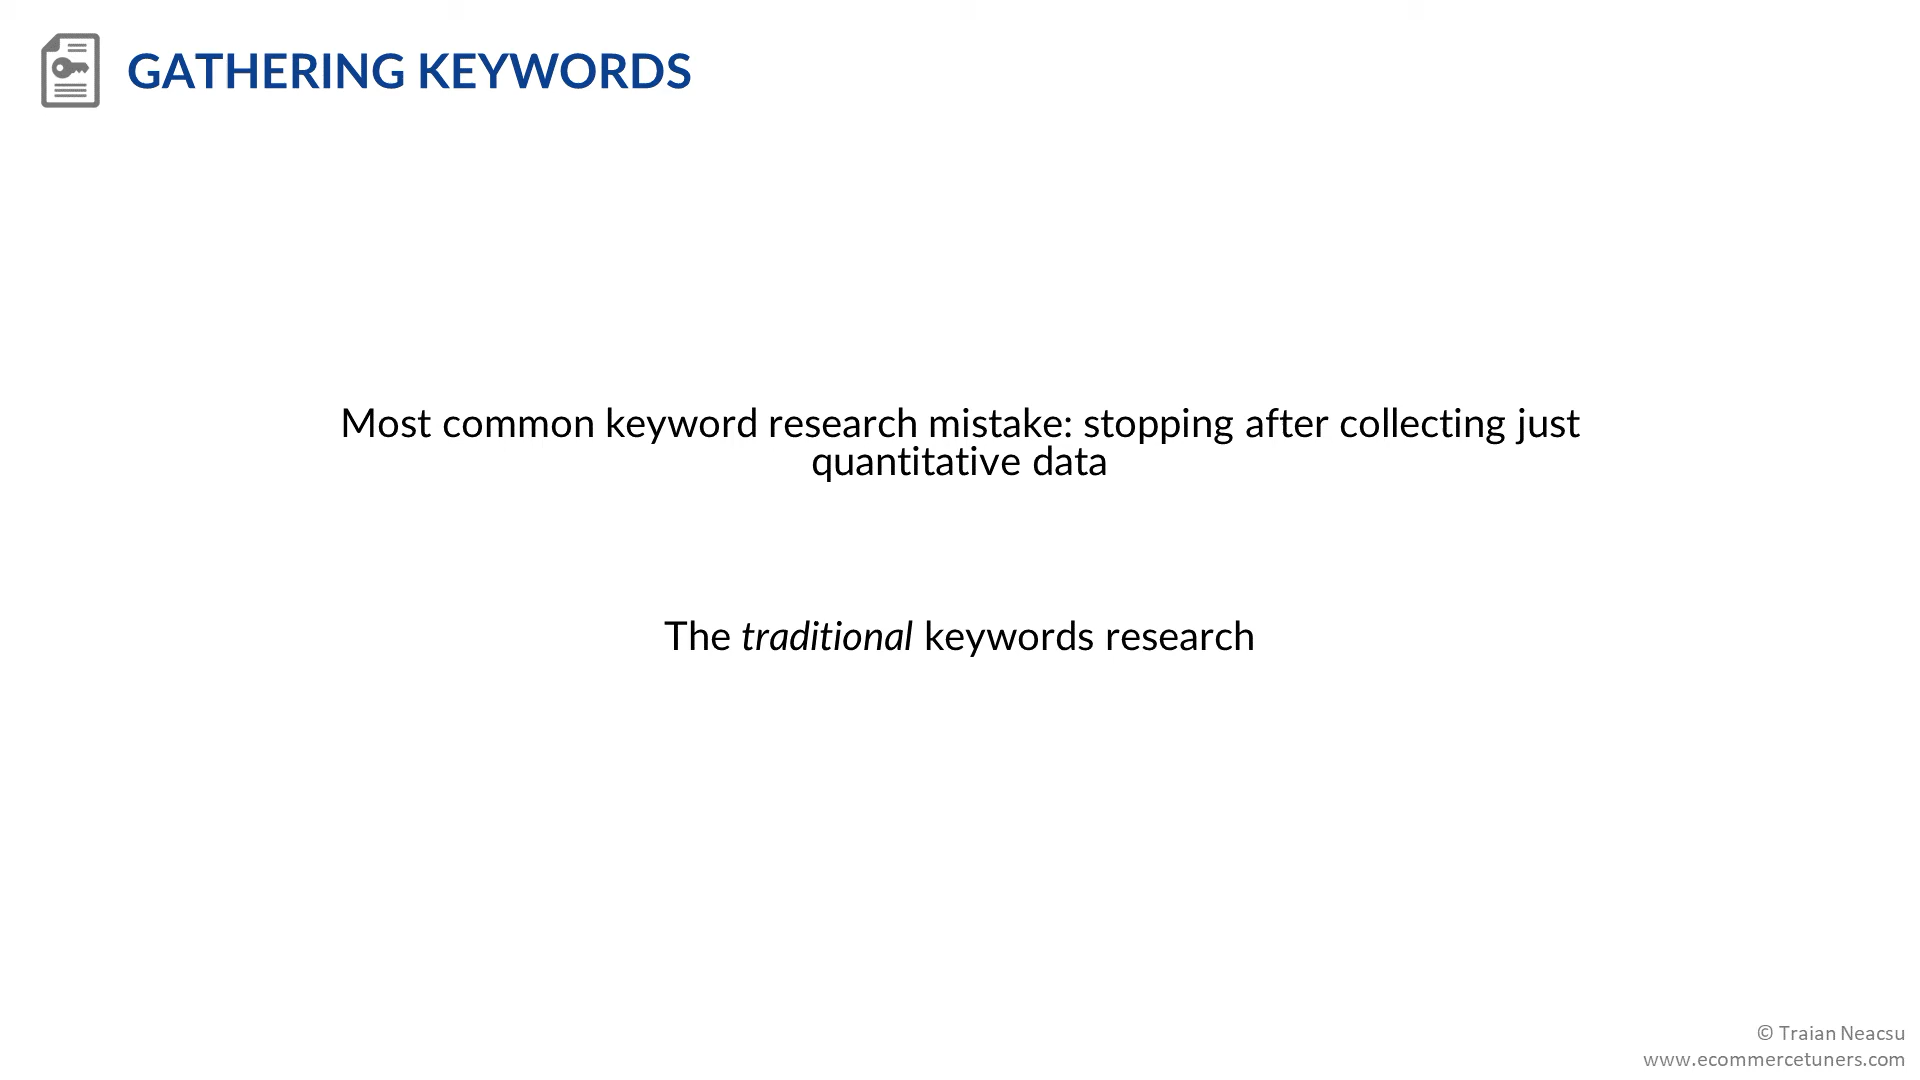 GATHERING KEYWORDS
Most common keyword research mistake: stopping after collecting just
quantitative data
The traditional keywords research
© Traian Neacsu
www.ecommercetuners.com